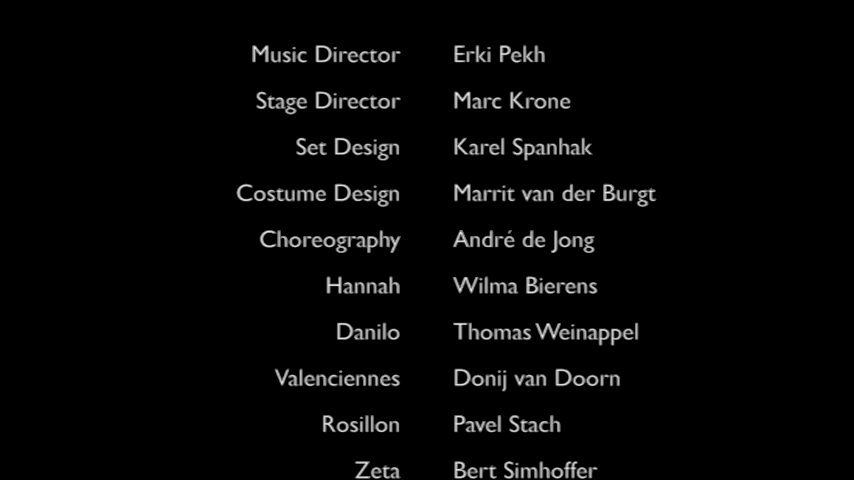 Music Director Erki Pekh
Stage Director Marc Krone
Set Design Karel Spanhak
Costume Design Marrit van der Burgt
Choreography André de Jong
Hannah Wilma Bierens
Danilo Thomas Weinappel
Valenciennes Donij van Doorn
Rosillon Pavel Stach
Zeta Bert Simhoffer